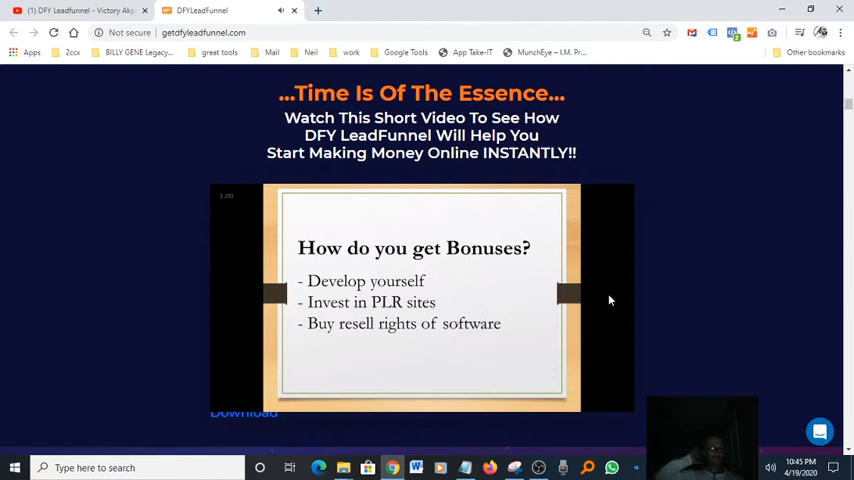 (1) DFY Leadfunnel - Victory Akp
DFYLeadFunnel
Not secure
getdfyleadfunnel.com
Apps
2ccx
BILLY GENE Legacy...
great tools
Mail
Neil
work
Google Tools
App Take-IT
MunchEye – I.M. Pr...
Other bookmarks
...Time Is Of The Essence...
Watch This Short Video To See How
DFY LeadFunnel Will Help You
Start Making Money Online INSTANTLY!!
1.00
How do you get Bonuses?
- Develop yourself
- Invest in PLR sites
- Buy resell rights of software
Download
Type here to search
10:45 PM
4/19/2020